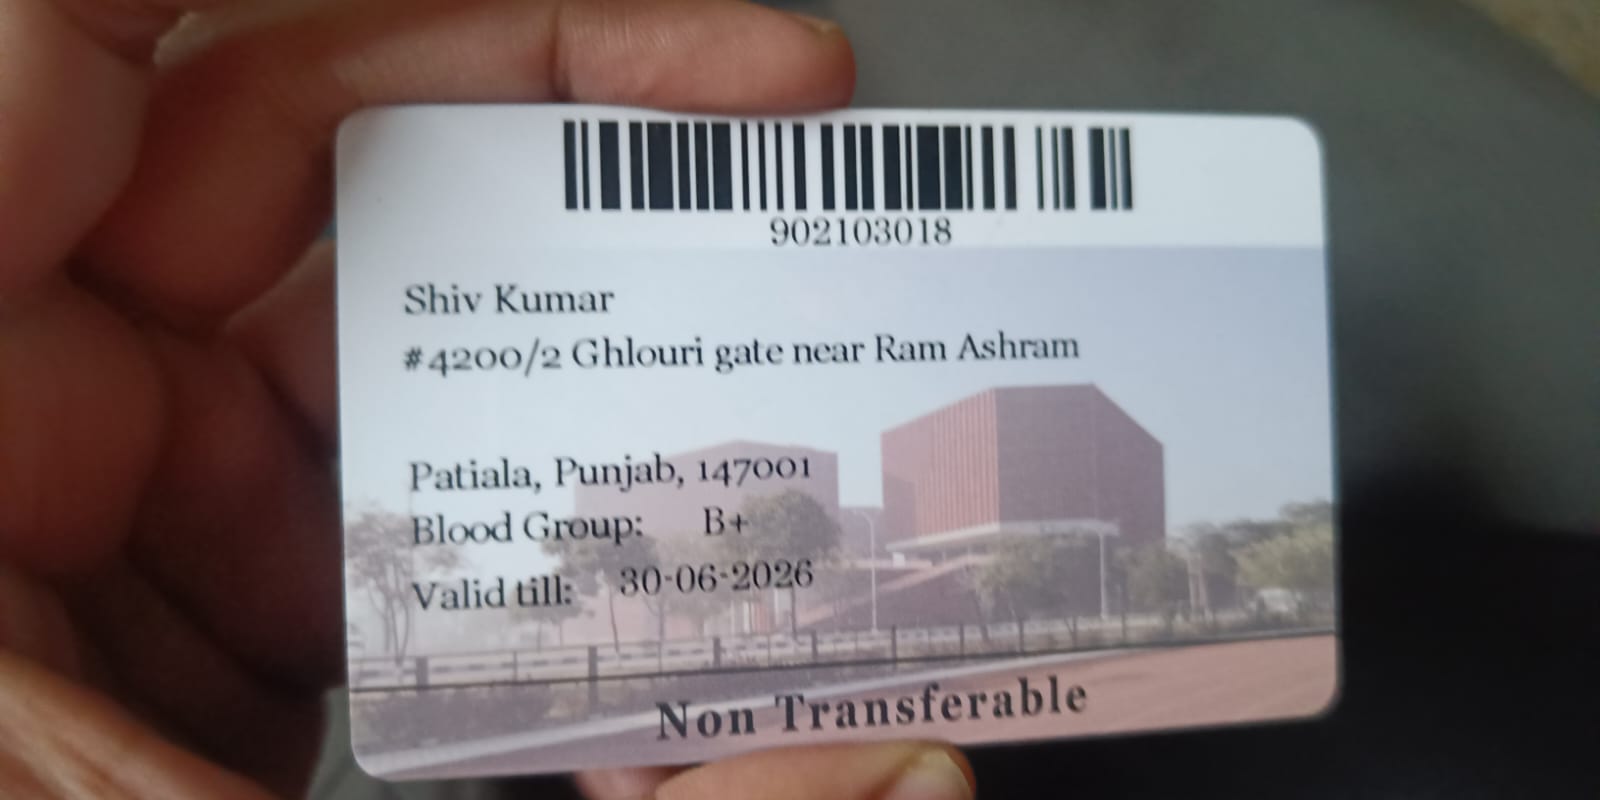 902103018
Shiv Kumar
#4200/2 Ghlouri gate near Ram Ashram
Patiala, Punjab, 147001
Blood Group: B+
Valid till: 30-06-2026
Non Transferable